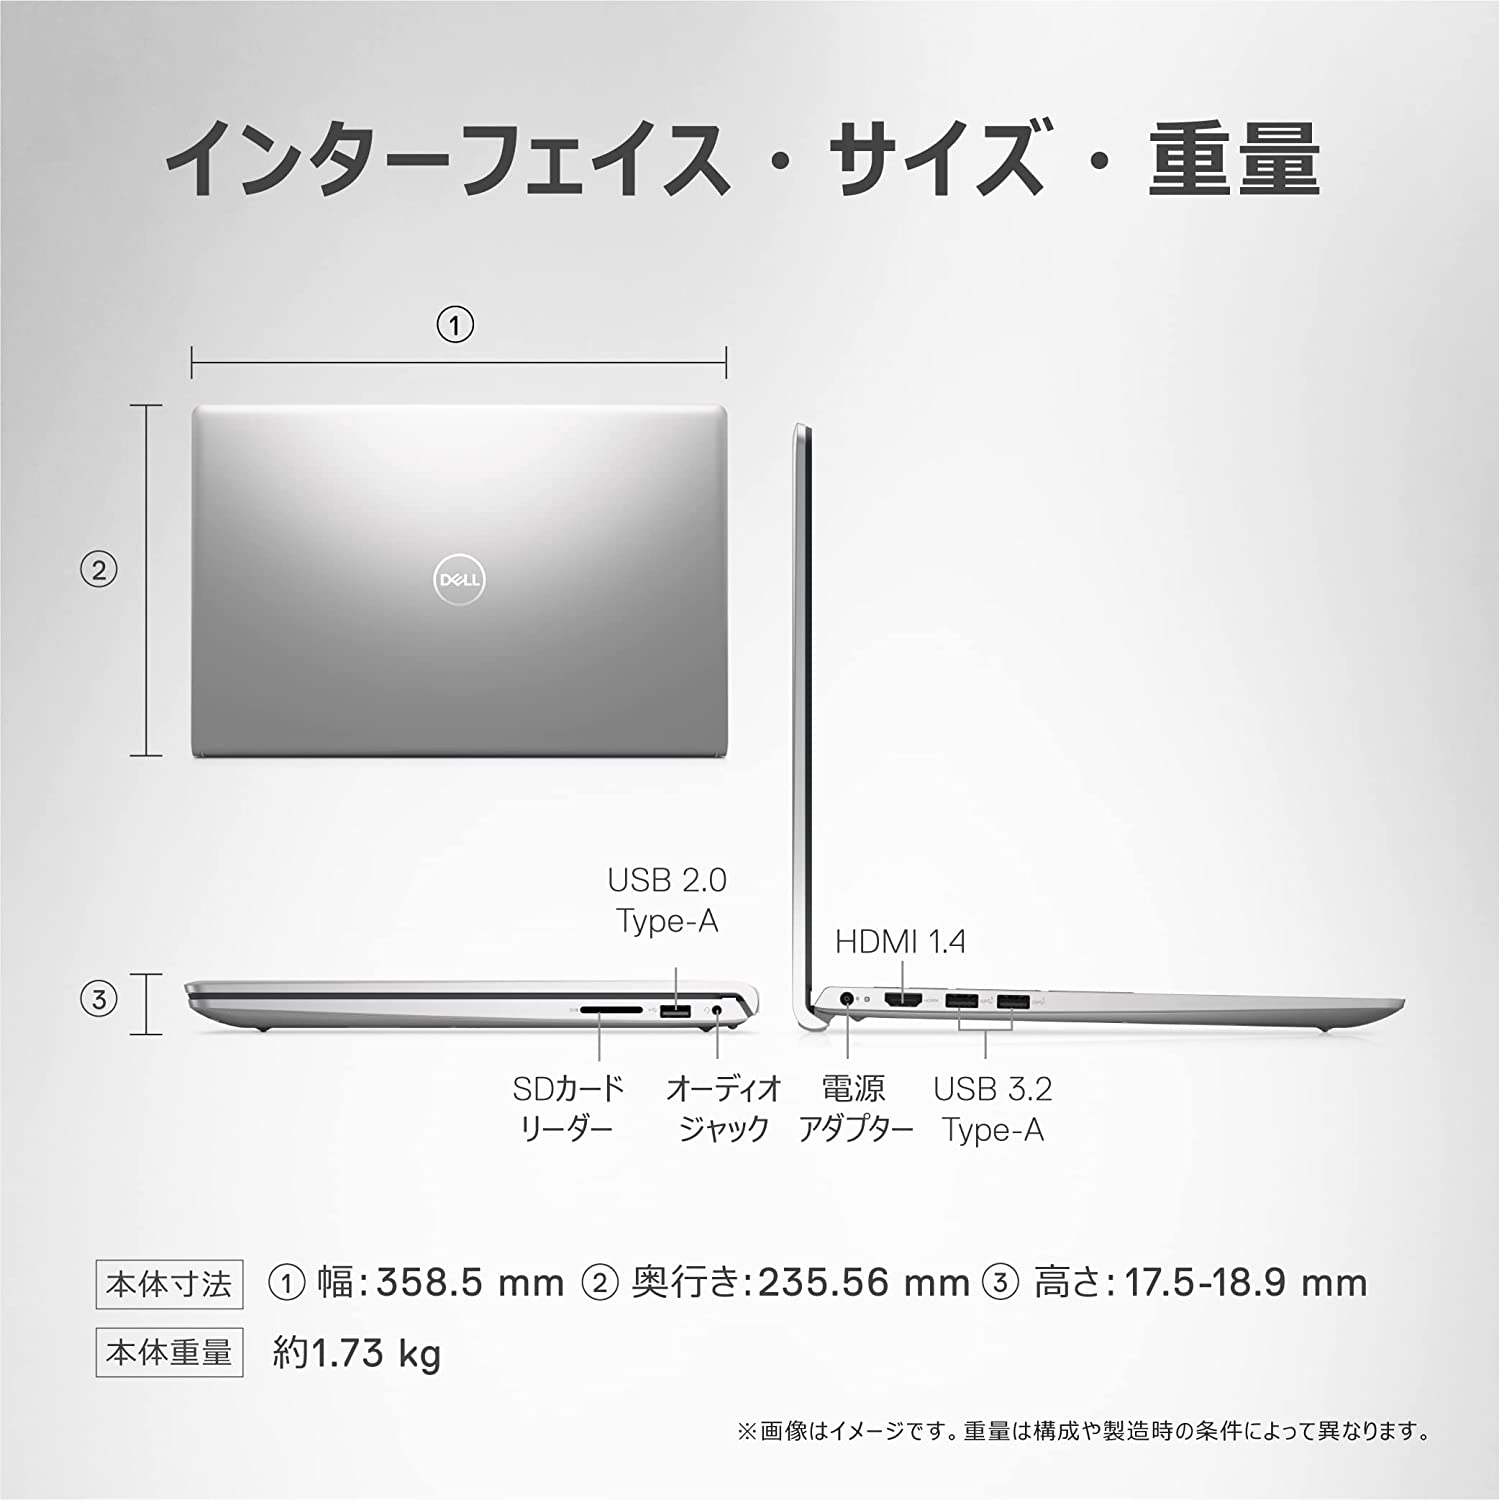 インターフェイス・サイズ・重量
①
②
DELL
USB 2.0
Type-A
HDMI 1.4
③
SDカード
リーダー
オーディオ
ジャック
電源
アダプター
USB 3.2
Type-A
本体寸法 ① 幅：358.5 mm ② 奥行き：235.56 mm ③ 高さ：17.5-18.9 mm
本体重量 約1.73 kg
※画像はイメージです。重量は構成や製造時の条件によって異なります。